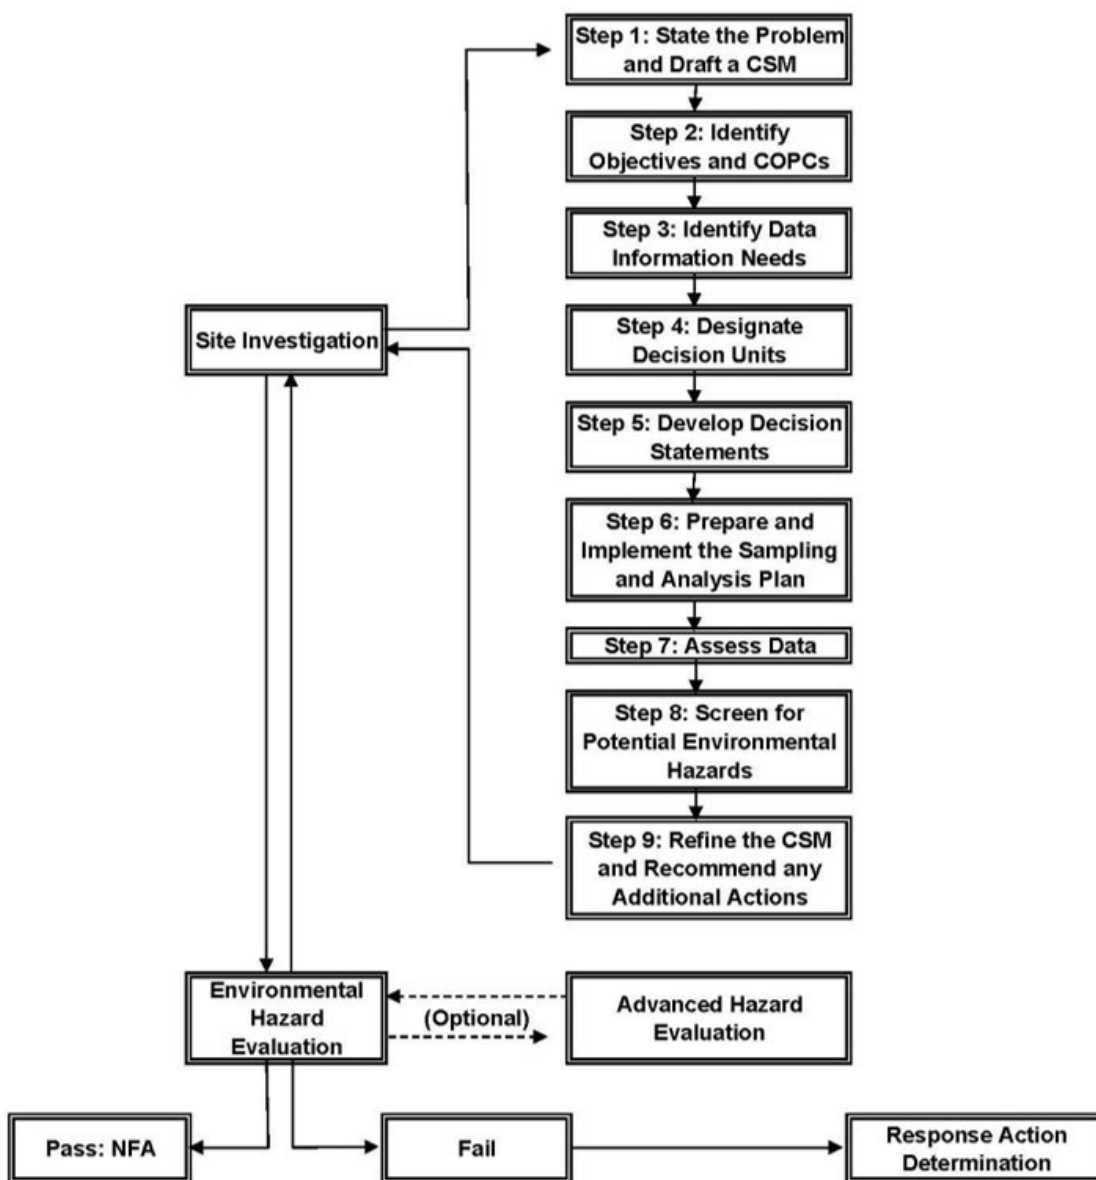 Step 1: State the Problem
and Draft a CSM
Step 2: Identify
Objectives and COPCs
Step 3: Identify Data
Information Needs
Site Investigation
Step 4: Designate
Decision Units
Step 5: Develop Decision
Statements
Step 6: Prepare and
Implement the Sampling
and Analysis Plan
Step 7: Assess Data
Step 8: Screen for
Potential Environmental
Hazards
Step 9: Refine the CSM
and Recommend any
Additional Actions
Environmental
Hazard
Evaluation
(Optional)
Advanced Hazard
Evaluation
Pass: NFA
Fail
Response Action
Determination